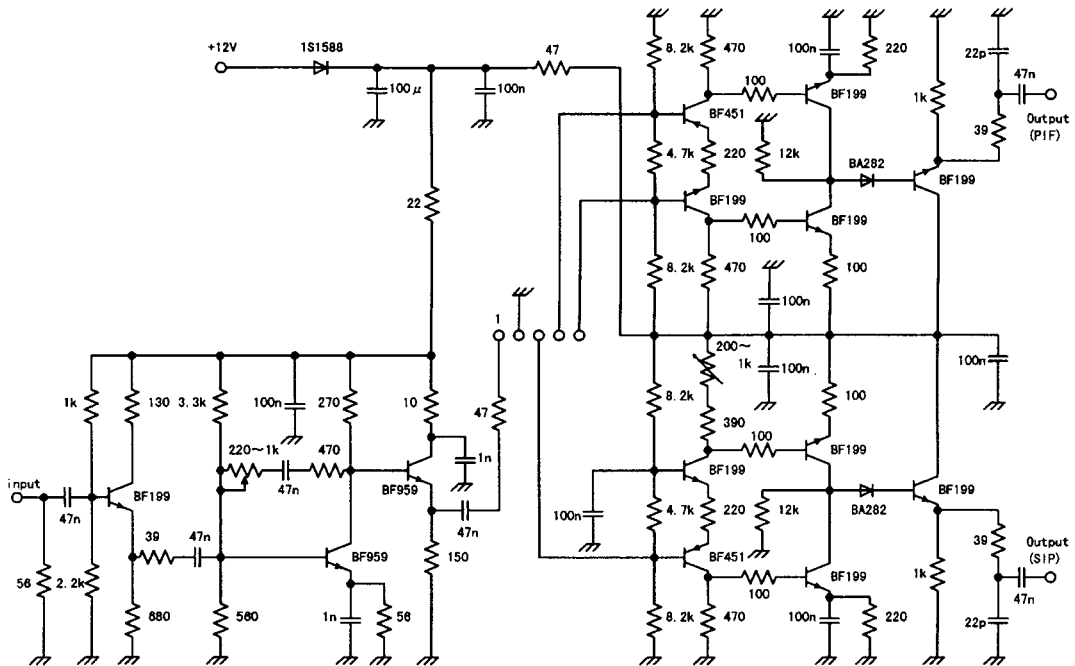 +12V
1S1588
47
100μ
100n
22
8.2k
470
100n
220
22p
47n
100
BF199
1k
Output
(PIF)
39
BF451
4.7k
220
12k
BA282
BF199
BF199
100
BF199
8.2k
470
100
100n
1
200～
1k
100n
100n
8.2k
390
100
100
BF199
1k
130
3.3k
100n
270
10
47
220～1k
470
47n
1n
input
47n
BF199
BF959
47n
BF199
100n
4.7k
220
12k
BA282
BF199
39
47n
BF959
150
56
2.2k
680
560
1n
56
BF451
8.2k
470
100
BF199
100n
220
1k
39
Output
(SIP)
47n
22p